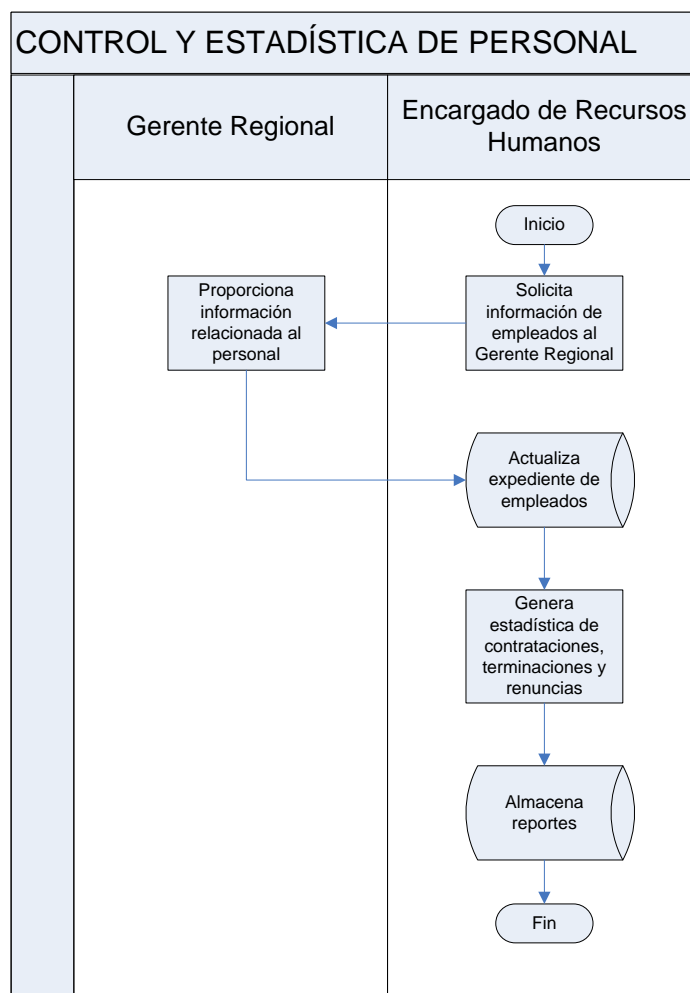 CONTROL Y ESTADÍSTICA DE PERSONAL
Gerente Regional
Encargado de Recursos
Humanos
Inicio
Solicita
información de
empleados al
Gerente Regional
Proporciona
información
relacionada al
personal
Actualiza
expediente de
empleados
Genera
estadística de
contrataciones,
terminaciones y
renuncias
Almacena
reportes
Fin